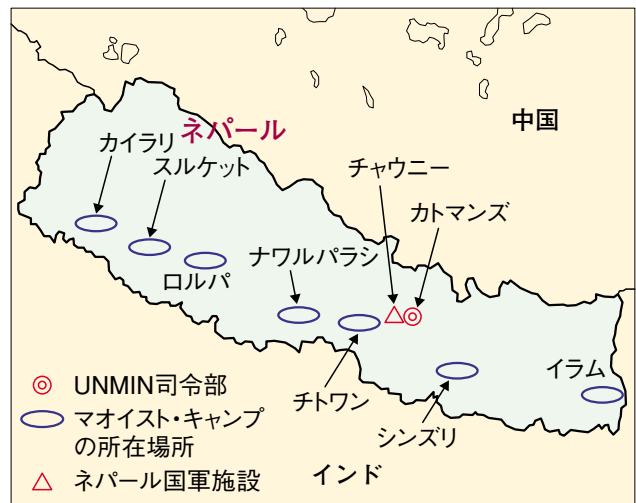 中国
ネパール
カイラリ
スルケット
チャウニー
カトマンズ
ナワルパラシ
ロルパ
イラム
チトワン
シンズリ
UNMIN司令部
マオイスト・キャンプ
の所在場所
ネパール国軍施設
インド